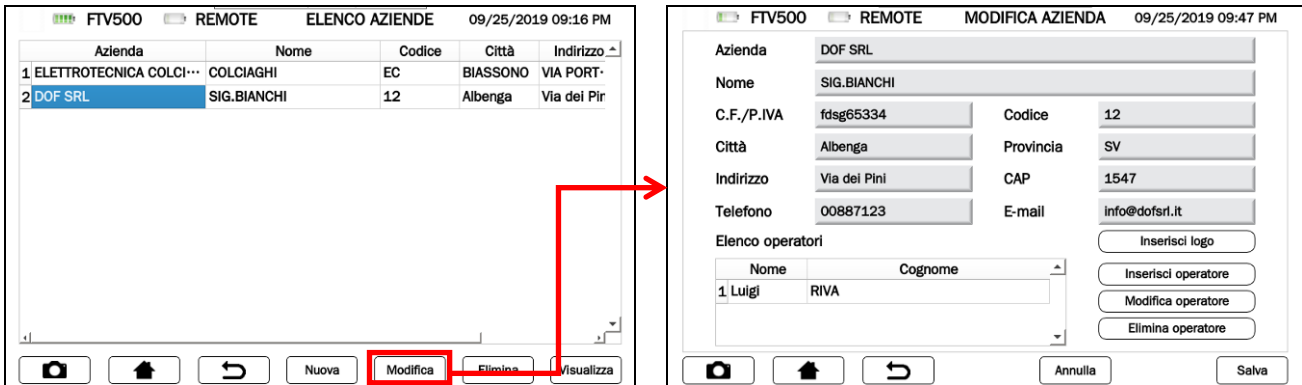 FTV500 REMOTE ELENCO AZIENDE 09/25/2019 09:16 PM
Azienda Nome Codice Città Indirizzo
1 ELETTROTECNICA COLCI··· COLCIAGHI EC BIASSONO VIA PORT·
2 DOF SRL SIG.BIANCHI 12 Albenga Via dei Pir
Nuova Modifica Elimina Visualizza
FTV500 REMOTE MODIFICA AZIENDA 09/25/2019 09:47 PM
Azienda DOF SRL
Nome SIG.BIANCHI
C.F./P.IVA fdsg65334 Codice 12
Città Albenga Provincia SV
Indirizzo Via dei Pini CAP 1547
Telefono 00887123 E-mail info@dofsrl.it
Elenco operatori Inserisci logo
Nome Cognome Inserisci operatore
1 Luigi RIVA Modifica operatore
Elimina operatore
Annulla Salva